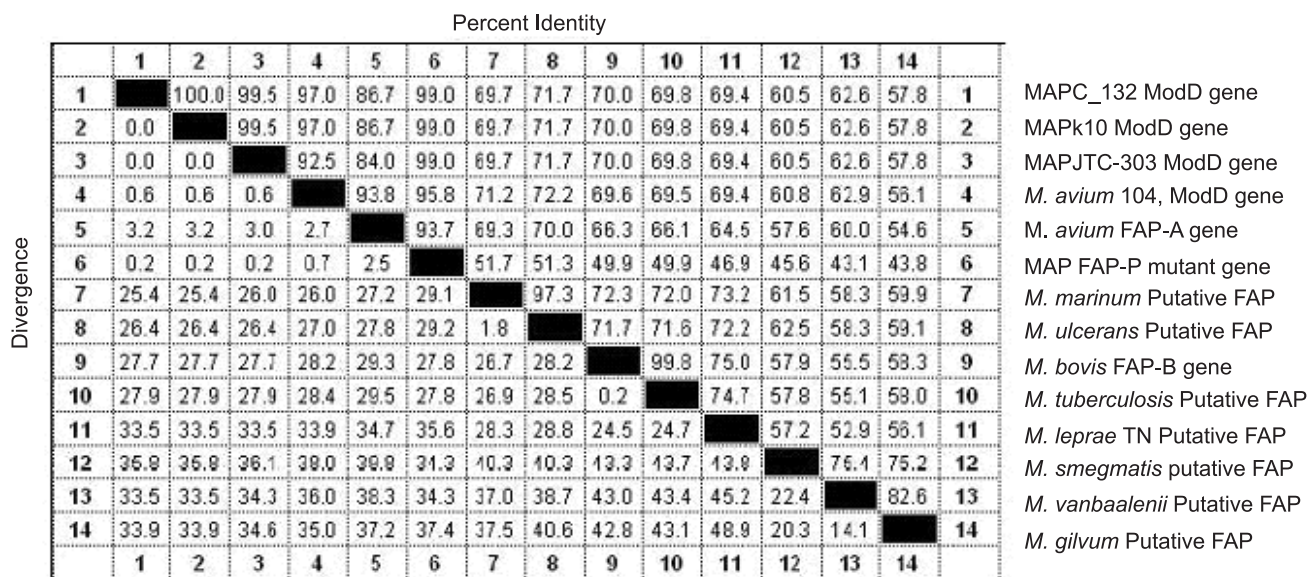 Percent Identity
1 2 3 4 5 6 7 8 9 10 11 12 13 14
1 100.0 99.5 97.0 86.7 99.0 69.7 71.7 70.0 69.8 69.4 60.5 62.6 57.8 1 MAPC_132 ModD gene
2 0.0 99.5 97.0 86.7 99.0 69.7 71.7 70.0 69.8 69.4 60.5 62.6 57.8 2 MAPk10 ModD gene
3 0.0 0.0 92.5 84.0 99.0 69.7 71.7 70.0 69.8 69.4 60.5 62.6 57.8 3 MAPJTC-303 ModD gene
4 0.6 0.6 0.6 93.8 95.8 71.2 72.2 69.6 69.5 69.4 60.8 62.9 56.1 4 M. avium 104, ModD gene
5 3.2 3.2 3.0 2.7 93.7 69.3 70.0 66.3 66.1 64.5 57.6 60.0 54.6 5 M. avium FAP-A gene
6 0.2 0.2 0.2 0.7 2.5 51.7 51.3 49.9 49.9 46.9 45.6 43.1 43.8 6 MAP FAP-P mutant gene
7 25.4 25.4 26.0 26.0 27.2 29.1 97.3 72.3 72.0 73.2 61.5 58.3 59.9 7 M. marinum Putative FAP
8 26.4 26.4 26.4 27.0 27.8 29.2 1.8 71.7 71.6 72.2 62.5 58.3 59.1 8 M. ulcerans Putative FAP
9 27.7 27.7 27.7 28.2 29.3 27.8 26.7 28.2 99.8 75.0 57.9 55.5 58.3 9 M. bovis FAP-B gene
10 27.9 27.9 27.9 28.4 29.5 27.8 26.9 28.5 0.2 74.7 57.8 55.1 58.0 10 M. tuberculosis Putative FAP
11 33.5 33.5 33.5 33.9 34.7 35.6 28.3 28.8 24.5 24.7 57.2 52.9 56.1 11 M. leprae TN Putative FAP
12 35.8 35.8 36.1 38.0 39.8 34.3 40.3 40.3 43.3 43.7 43.8 75.2 12 M. smegmatis putative FAP
13 33.5 33.5 34.3 36.0 38.3 34.3 37.0 38.7 43.0 43.4 45.2 22.4 82.6 13 M. vanbaalenii Putative FAP
14 33.9 33.9 34.6 35.0 37.2 37.4 37.5 40.6 42.8 43.1 48.9 20.3 14.1 14 M. gilvum Putative FAP
1 2 3 4 5 6 7 8 9 10 11 12 13 14
Divergence